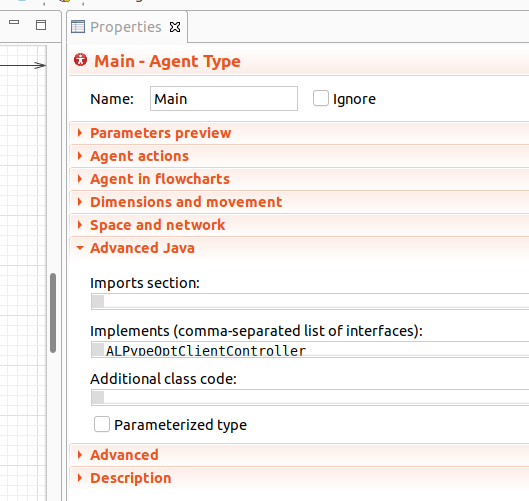 Properties
Main - Agent Type
Name: Main Ignore
Parameters preview
Agent actions
Agent in flowcharts
Dimensions and movement
Space and network
Advanced Java
Imports section:
Implements (comma-separated list of interfaces):
ALPypeOptClientController
Additional class code:
Parameterized type
Advanced
Description